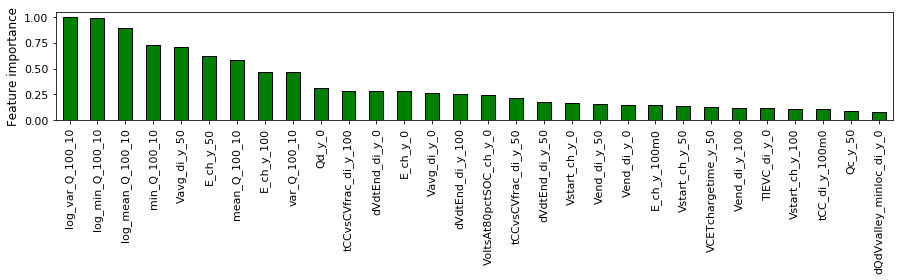 Feature importance
1.00
0.75
0.50
0.25
0.00
log_var_Q_100_10
log_min_Q_100_10
log_mean_Q_100_10
min_Q_100_10
Vavg_di_y_50
E_ch_y_50
mean_Q_100_10
E_ch_y_100
var_Q_100_10
Qd_y_0
tCCvsCVfrac_di_y_100
dVdtEnd_di_y_0
E_ch_y_0
Vavg_di_y_0
dVdtEnd_di_y_100
VoltsAt80pctSOC_ch_y_0
tCCvsCVfrac_di_y_50
dVdtEnd_di_y_50
Vstart_ch_y_0
Vend_di_y_50
Vend_di_y_0
E_ch_y_100m0
Vstart_ch_y_50
VCETchargetime_y_50
Vend_di_y_100
TIEVC_di_y_0
Vstart_ch_y_100
tCC_di_y_100m0
Qc_y_50
dQdVvalley_minloc_di_y_0